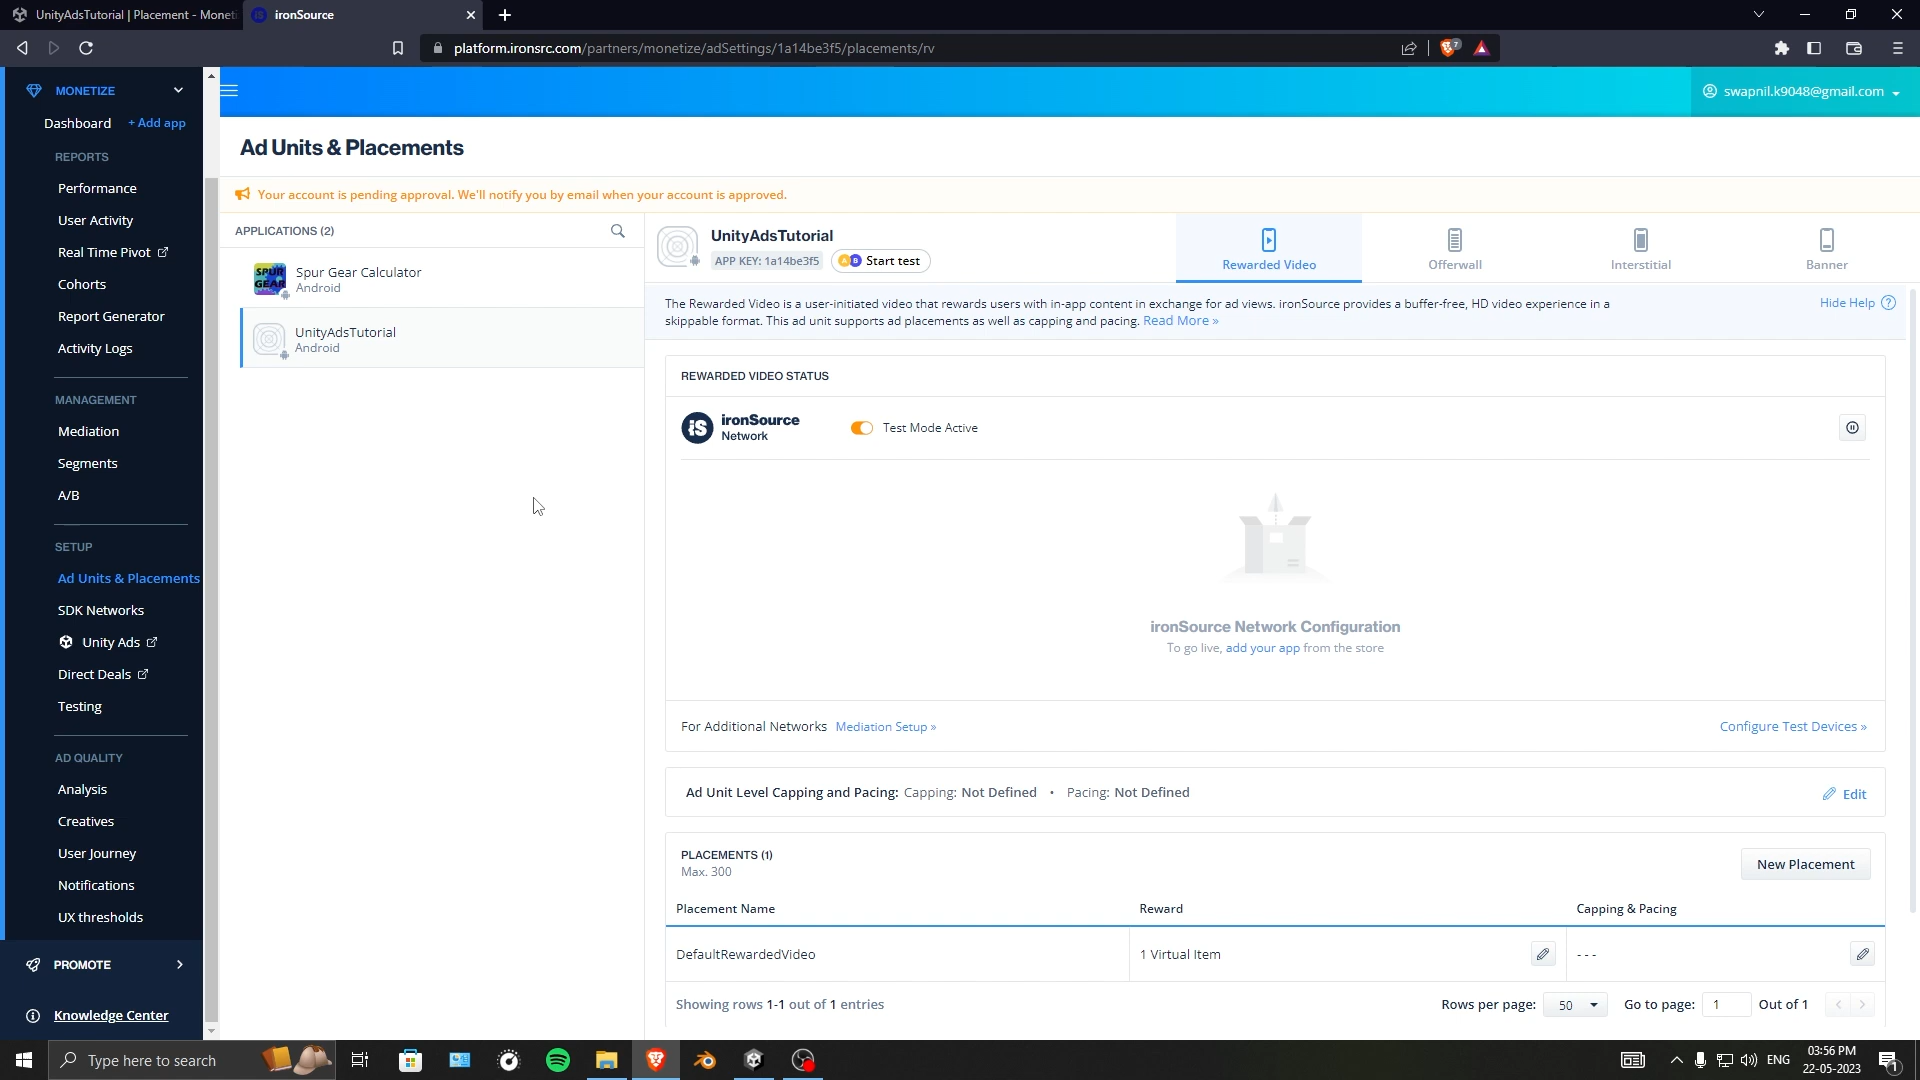 UnityAdsTutorial | Placement - Moneti
ironSource
platform.ironsrc.com/partners/monetize/adSettings/1a14be3f5/placements/rv
7
MONETIZE
Dashboard
+ Add app
REPORTS
Performance
User Activity
Real Time Pivot
Cohorts
Report Generator
Activity Logs
MANAGEMENT
Mediation
Segments
A/B
SETUP
Ad Units & Placements
SDK Networks
Unity Ads
Direct Deals
Testing
AD QUALITY
Analysis
Creatives
User Journey
Notifications
UX thresholds
PROMOTE
Knowledge Center
swapnil.k9048@gmail.com
Ad Units & Placements
Your account is pending approval. We'll notify you by email when your account is approved.
APPLICATIONS (2)
SPUR
GEAR
Spur Gear Calculator
Android
UnityAdsTutorial
Android
UnityAdsTutorial
APP KEY: 1a14be3f5
A B Start test
Rewarded Video
Offerwall
Interstitial
Banner
The Rewarded Video is a user-initiated video that rewards users with in-app content in exchange for ad views. ironSource provides a buffer-free, HD video experience in a
skippable format. This ad unit supports ad placements as well as capping and pacing. Read More »
Hide Help ?
REWARDED VIDEO STATUS
iS
ironSource
Network
Test Mode Active
ironSource Network Configuration
To go live, add your app from the store
For Additional Networks Mediation Setup »
Configure Test Devices »
Ad Unit Level Capping and Pacing: Capping: Not Defined • Pacing: Not Defined
Edit
PLACEMENTS (1)
Max. 300
New Placement
Placement Name
Reward
Capping & Pacing
DefaultRewardedVideo
1 Virtual Item
- - -
Showing rows 1-1 out of 1 entries
Rows per page: 50
Go to page: 1 Out of 1
Type here to search
ENG
03:56 PM
22-05-2023
1